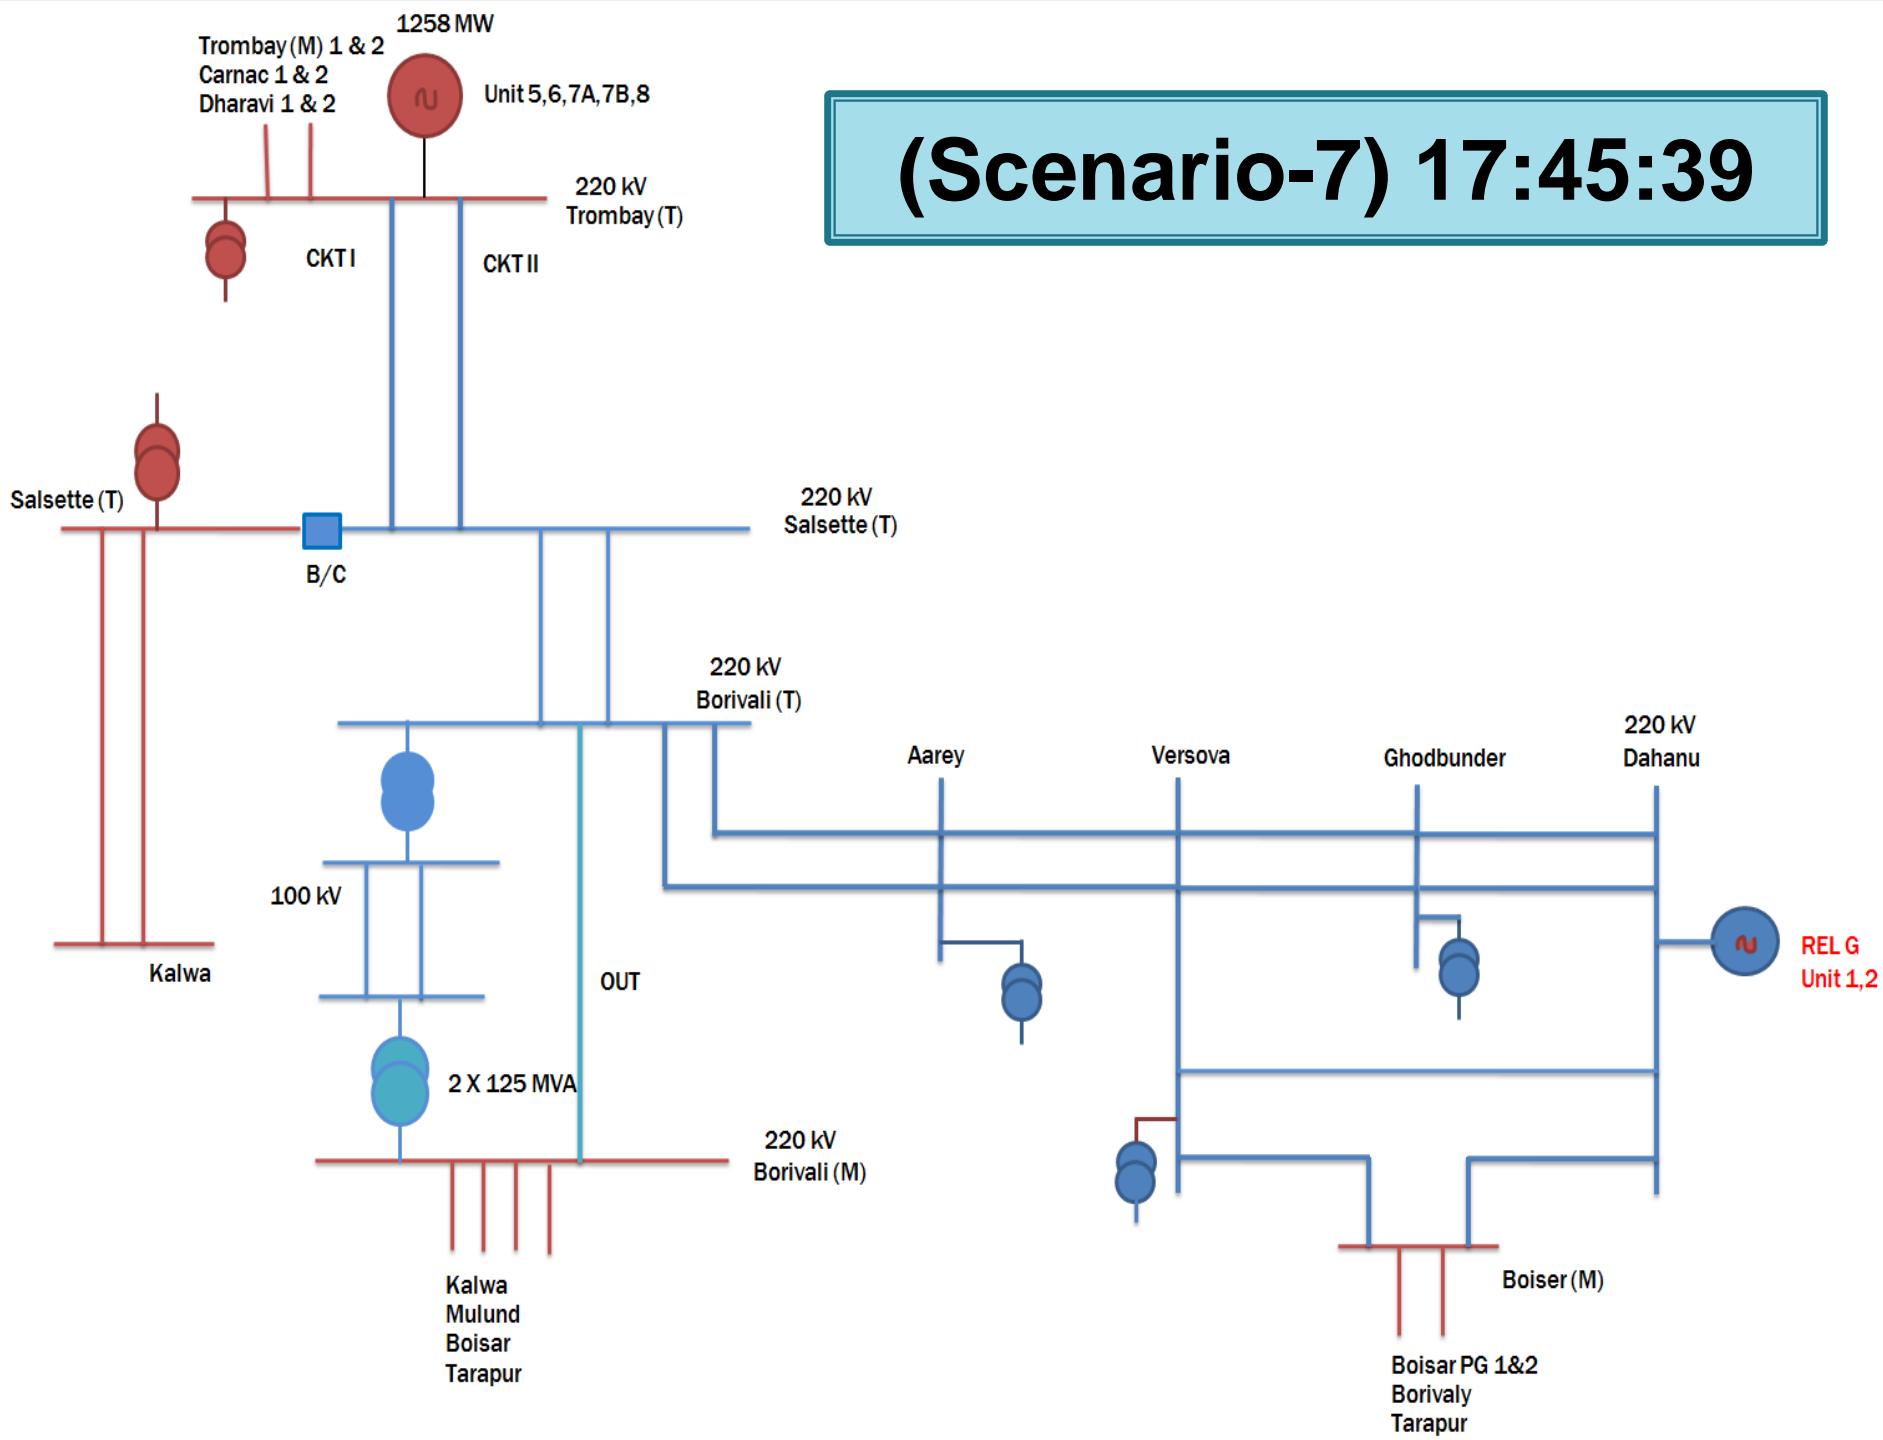 1258 MW
Trombay (M) 1 & 2
Carnac 1 & 2
Dharavi 1 & 2
Unit 5,6,7A,7B,8
(Scenario-7) 17:45:39
220 kV
Trombay (T)
CKT I
CKT II
Salsette (T)
220 kV
Salsette (T)
B/C
220 kV
Borivali (T)
Aarey
Versova
Ghodbunder
220 kV
Dahanu
100 kV
Kalwa
OUT
REL G
Unit 1,2
2 X 125 MVA
220 kV
Borivali (M)
Kalwa
Mulund
Boisar
Tarapur
Boiser (M)
Boisar PG 1&2
Borivaly
Tarapur